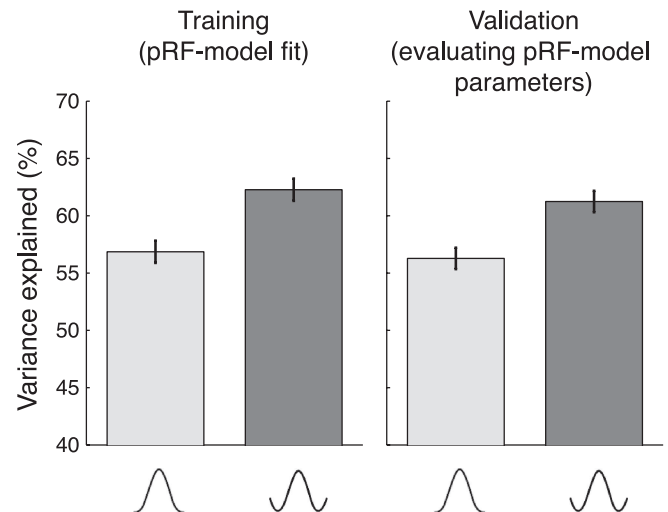 Training
(pRF-model fit)
Validation
(evaluating pRF-model
parameters)
Variance explained (%)
70
65
60
55
50
45
40